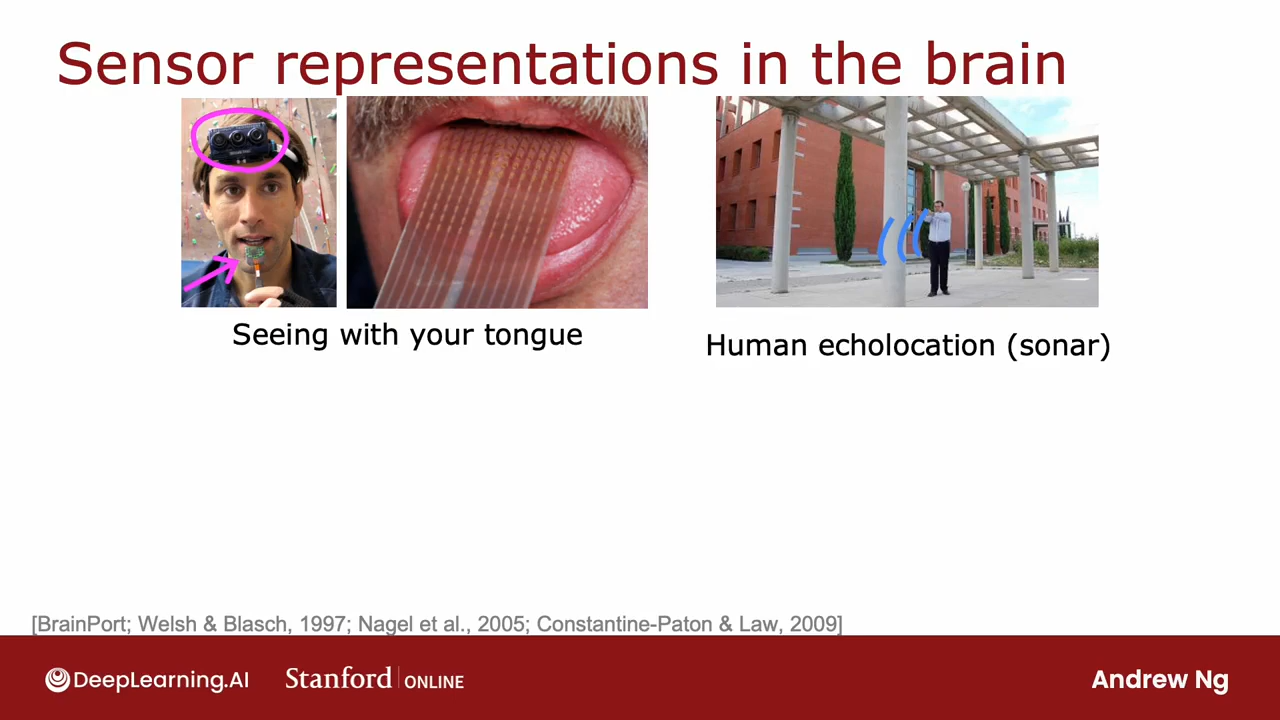 Sensor representations in the brain
Seeing with your tongue
Human echolocation (sonar)
[BrainPort; Welsh & Blasch, 1997; Nagel et al., 2005; Constantine-Paton & Law, 2009]
DeepLearning.AI
Stanford ONLINE
Andrew Ng